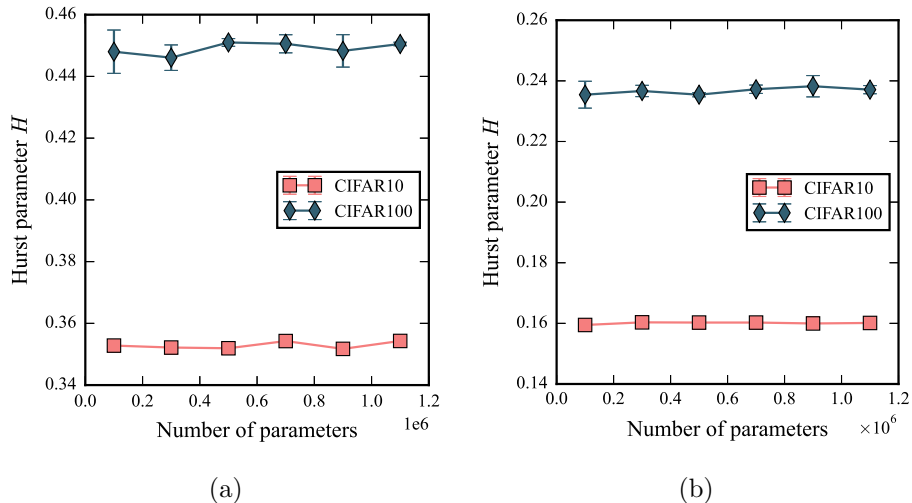 0.46
0.44
0.42
0.40
0.38
0.36
0.34
Hurst parameter H
CIFAR10
CIFAR100
0.0 0.2 0.4 0.6 0.8 1.0 1.2
Number of parameters 1e6
(a)
0.26
0.24
0.22
0.20
0.18
0.16
0.14
Hurst parameter H
CIFAR10
CIFAR100
0.0 0.2 0.4 0.6 0.8 1.0 1.2
Number of parameters ×10^6
(b)